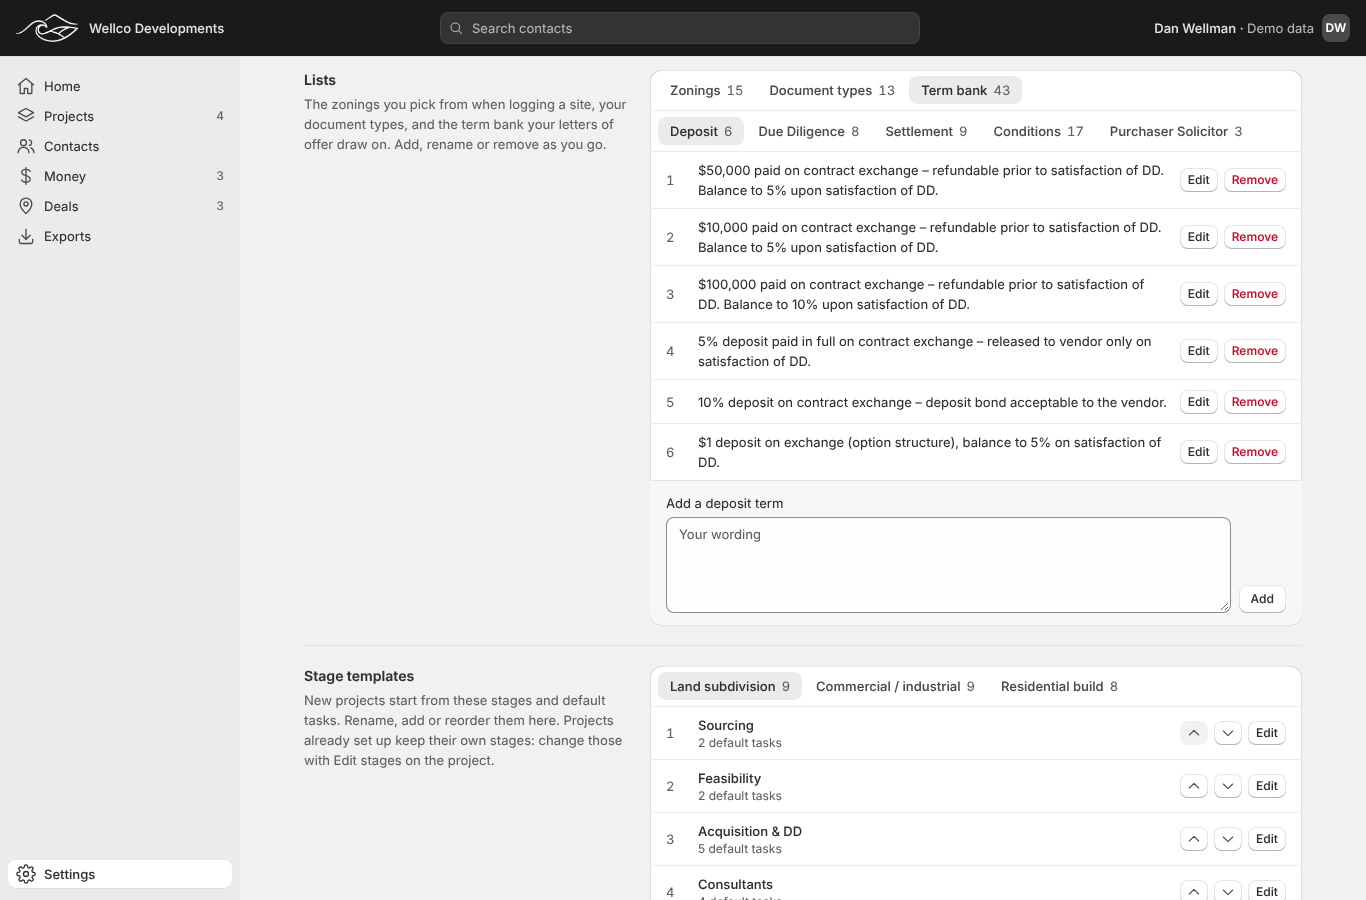 Wellco Developments
Search contacts
Dan Wellman · Demo data
DW
Home
Projects 4
Contacts
Money 3
Deals 3
Exports
Settings
Lists
The zonings you pick from when logging a site, your
document types, and the term bank your letters of
offer draw on. Add, rename or remove as you go.
Zonings 15 Document types 13 Term bank 43
Deposit 6 Due Diligence 8 Settlement 9 Conditions 17 Purchaser Solicitor 3
1 $50,000 paid on contract exchange – refundable prior to satisfaction of DD.
Balance to 5% upon satisfaction of DD.
Edit Remove
2 $10,000 paid on contract exchange – refundable prior to satisfaction of DD.
Balance to 5% upon satisfaction of DD.
Edit Remove
3 $100,000 paid on contract exchange – refundable prior to satisfaction of
DD. Balance to 10% upon satisfaction of DD.
Edit Remove
4 5% deposit paid in full on contract exchange – released to vendor only on
satisfaction of DD.
Edit Remove
5 10% deposit on contract exchange – deposit bond acceptable to the vendor.
Edit Remove
6 $1 deposit on exchange (option structure), balance to 5% on satisfaction of
DD.
Edit Remove
Add a deposit term
Your wording
Add
Stage templates
New projects start from these stages and default
tasks. Rename, add or reorder them here. Projects
already set up keep their own stages: change those
with Edit stages on the project.
Land subdivision 9 Commercial / industrial 9 Residential build 8
1 Sourcing
2 default tasks
Edit
2 Feasibility
2 default tasks
Edit
3 Acquisition & DD
5 default tasks
Edit
4 Consultants
Edit